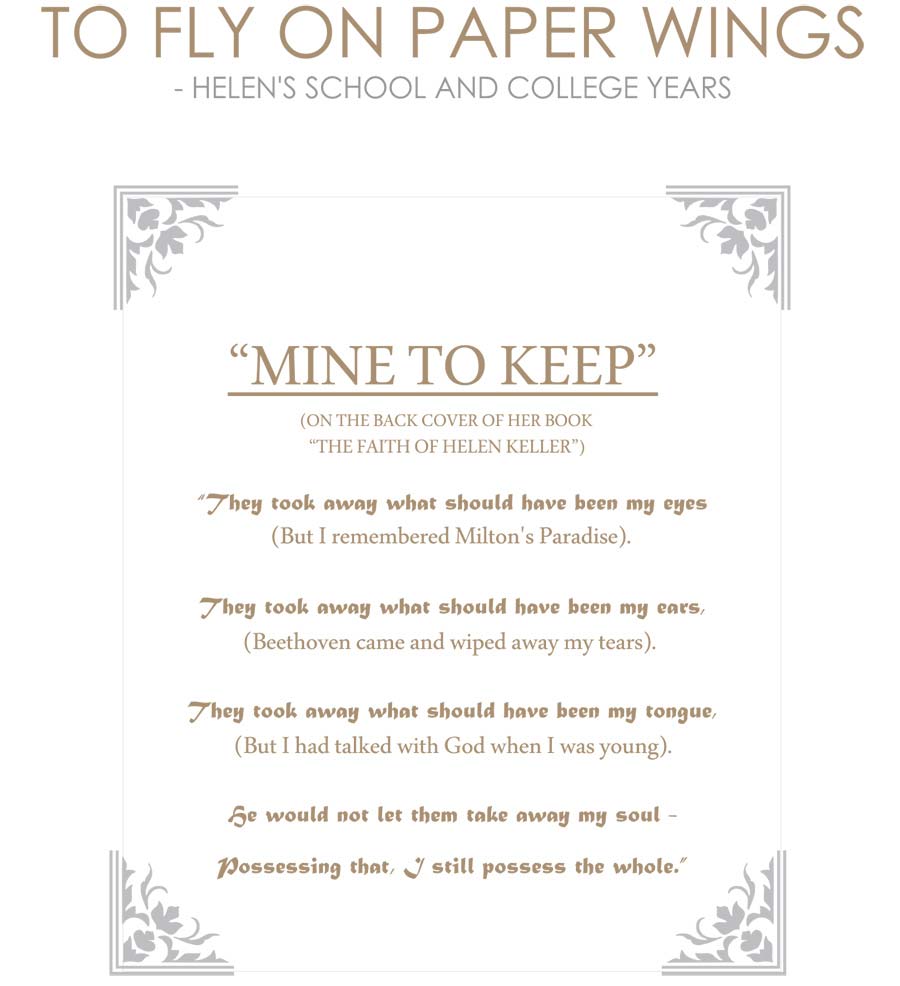 TO FLY ON PAPER WINGS
- HELEN'S SCHOOL AND COLLEGE YEARS
“MINE TO KEEP”
(ON THE BACK COVER OF HER BOOK
“THE FAITH OF HELEN KELLER”)
“They took away what should have been my eyes
(But I remembered Milton's Paradise).
They took away what should have been my ears,
(Beethoven came and wiped away my tears).
They took away what should have been my tongue,
(But I had talked with God when I was young).
He would not let them take away my soul –
Possessing that, I still possess the whole.”